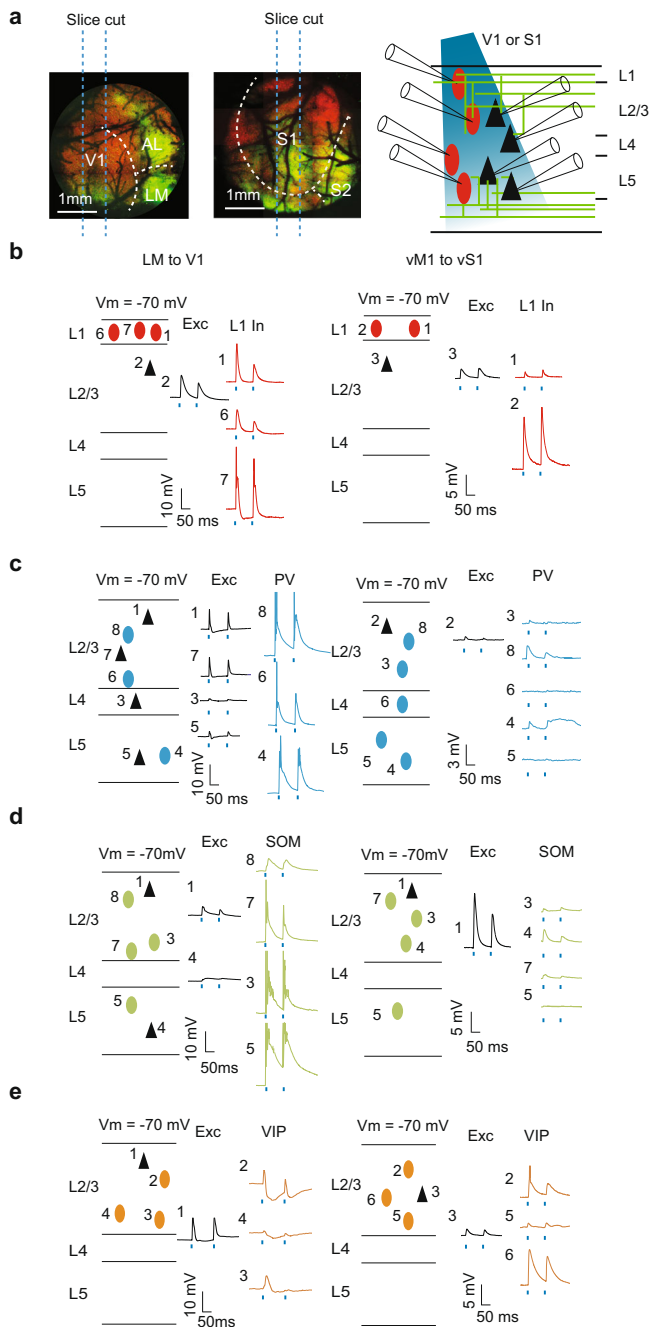 a
Slice cut
Slice cut
V1 or S1
V1
AL
LM
1mm
S1
S2
1mm
L1
L2/3
L4
L5
b
LM to V1
vM1 to vS1
Vm = -70 mV
Exc
L1 In
Vm = -70 mV
Exc
L1 In
L1
6
7
1
2
L2/3
L4
L5
2
1
6
7
10 mV
50 ms
L1
2
1
3
L2/3
L4
L5
3
1
2
5 mV
50 ms
c
Vm = -70 mV
Exc
PV
Vm = -70 mV
Exc
PV
L2/3
1
8
7
6
L4
3
L5
5
4
1
7
3
5
8
6
4
10 mV
50 ms
L2/3
2
8
3
L4
6
L5
5
4
2
3
8
6
4
5
3 mV
50 ms
d
Vm = -70mV
Exc
SOM
Vm = -70mV
Exc
SOM
L2/3
1
8
7
3
L4
L5
5
4
1
4
8
7
3
5
10 mV
50ms
L2/3
1
7
3
4
L4
L5
5
1
3
4
7
5
5 mV
50 ms
e
Vm = -70 mV
Exc
VIP
Vm = -70 mV
Exc
VIP
L2/3
1
2
4
3
L4
L5
1
2
4
3
10 mV
50ms
L2/3
2
6
3
5
L4
L5
3
2
5
6
5 mV
50 ms